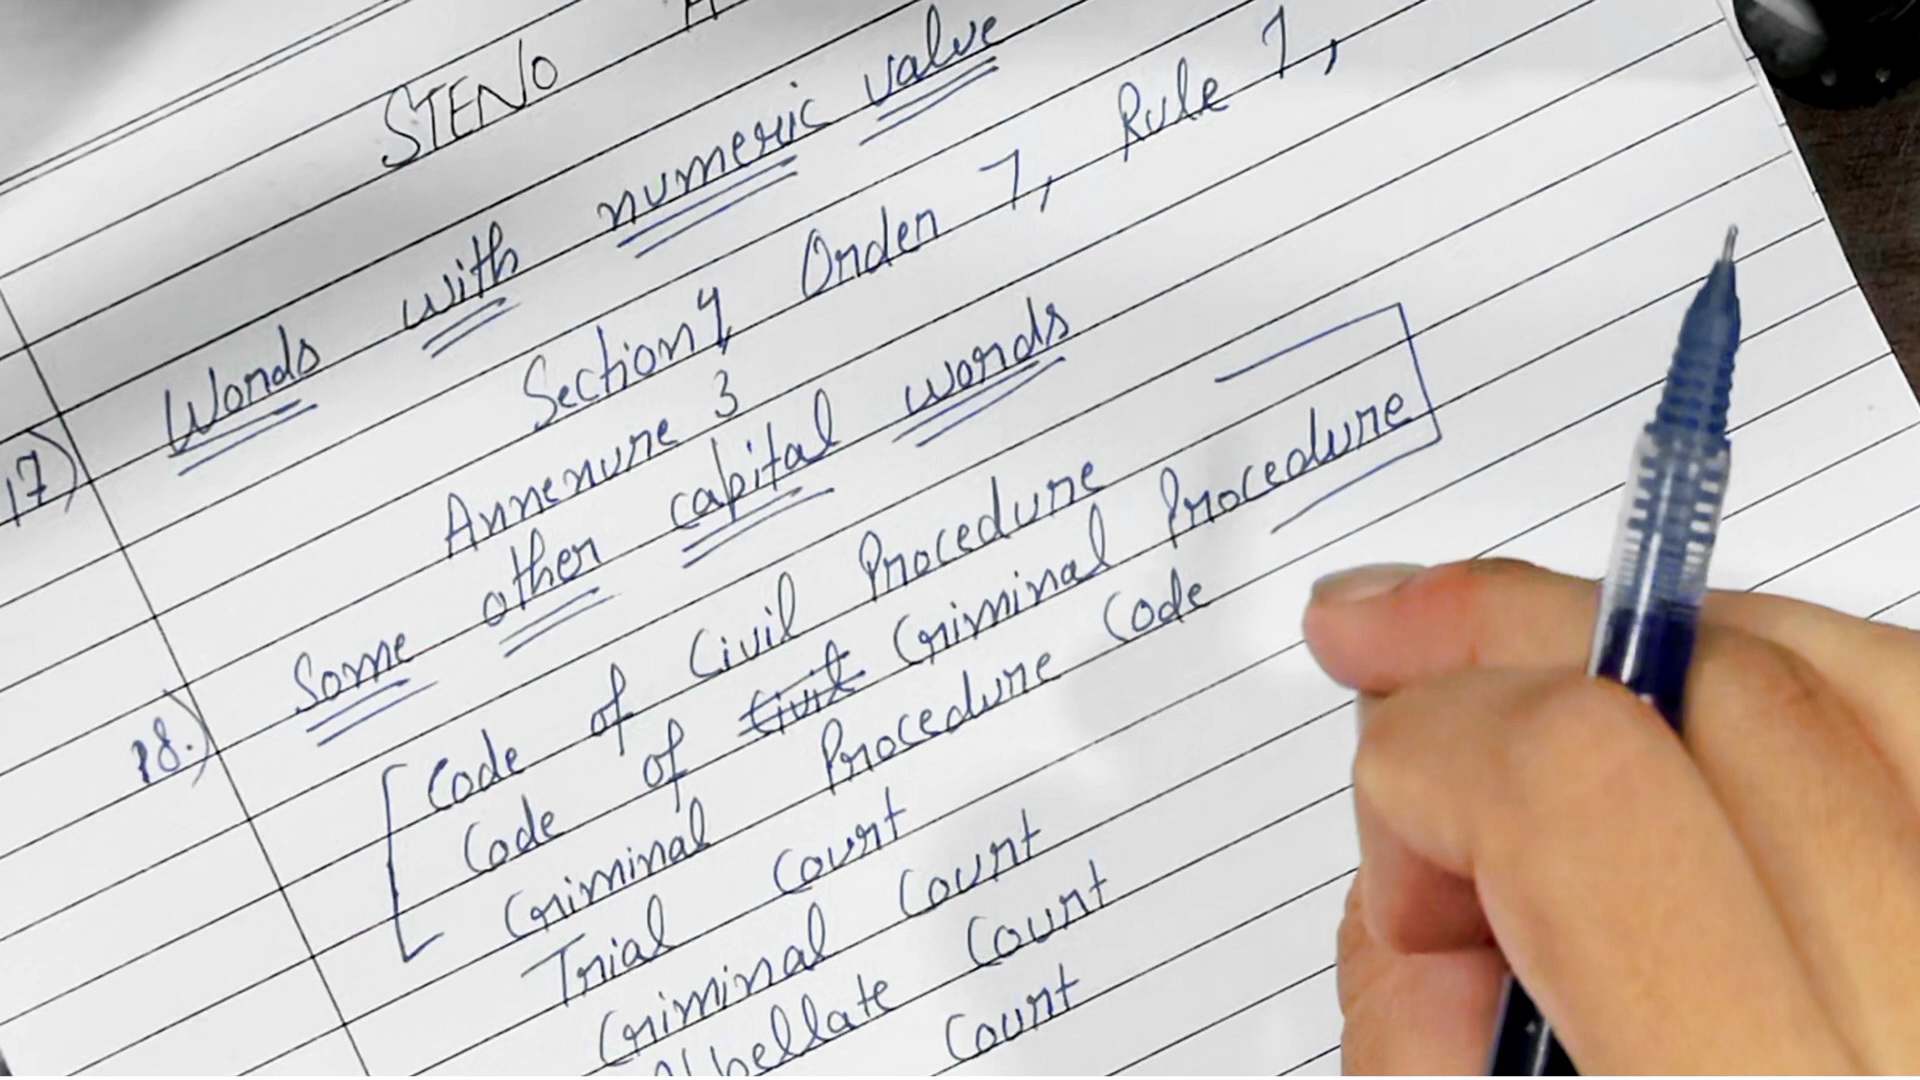 STENO
17) Words with numeric value
Section 4, Order 7, Rule 1,
Annexure 3
18.) Some other capital words
Code of Civil Procedure
Code of Civil Criminal Procedure
Criminal Procedure Code
Trial Court
Criminal Court
Appellate Court
Court